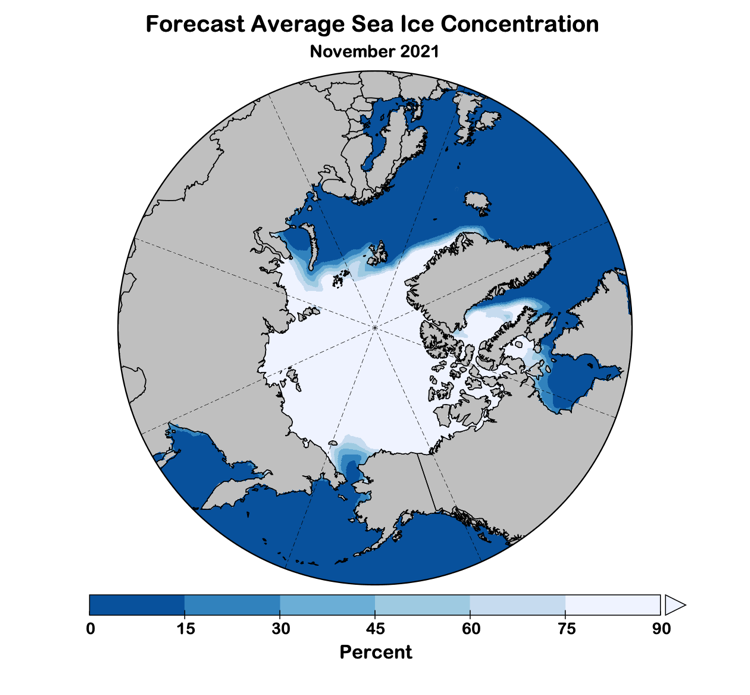 Forecast Average Sea Ice Concentration
November 2021
0 15 30 45 60 75 90
Percent